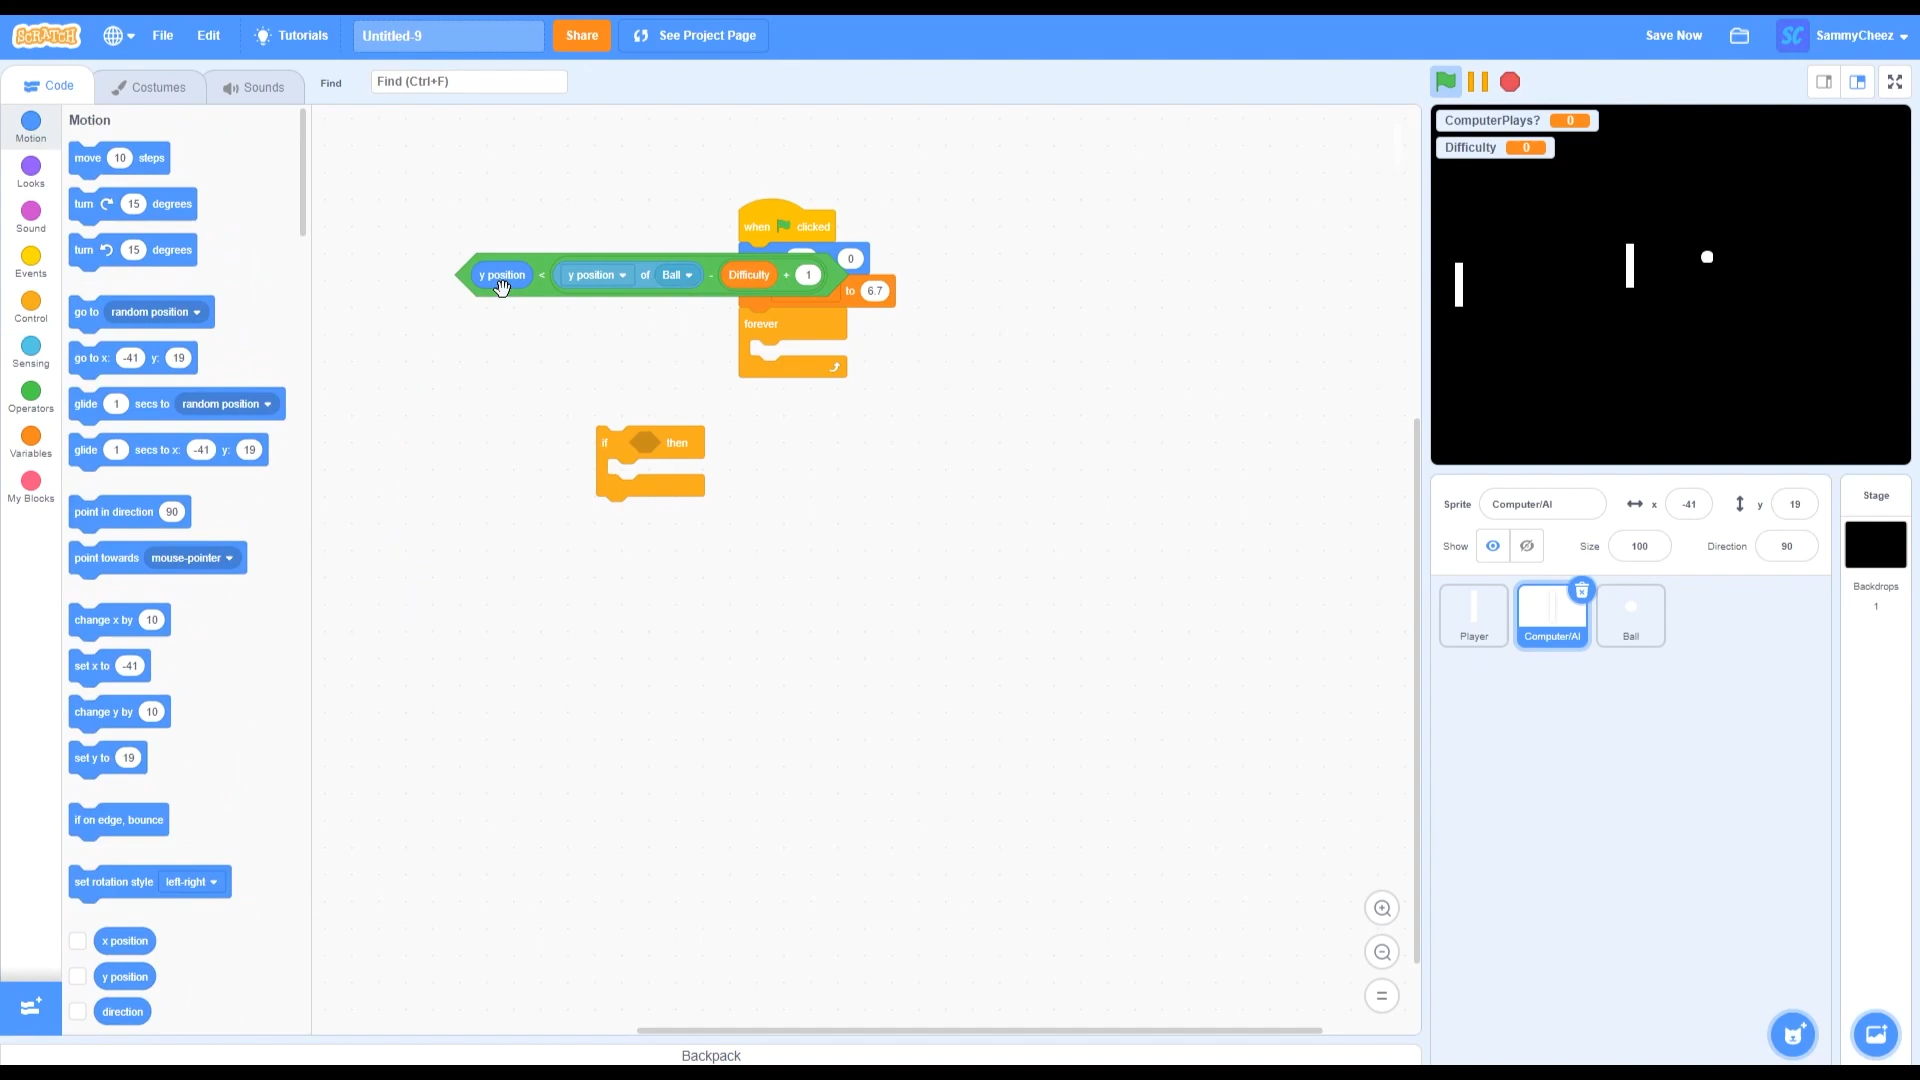 SCRATCH
File
Edit
Tutorials
Untitled-9
Share
See Project Page
Save Now
SC
SammyCheez
Code
Costumes
Sounds
Find
Find (Ctrl+F)
Motion
Looks
Sound
Events
Control
Sensing
Operators
Variables
My Blocks
Motion
move 10 steps
turn 15 degrees
turn 15 degrees
go to random position
go to x: -41 y: 19
glide 1 secs to random position
glide 1 secs to x: -41 y: 19
point in direction 90
point towards mouse-pointer
change x by 10
set x to -41
change y by 10
set y to 19
if on edge, bounce
set rotation style left-right
x position
y position
direction
when clicked
0
y position < y position of Ball - Difficulty + 1
to 6.7
forever
if then
ComputerPlays? 0
Difficulty 0
Sprite Computer/AI x -41 y 19
Show Size 100 Direction 90
Player
Computer/AI
Ball
Stage
Backdrops
1
Backpack